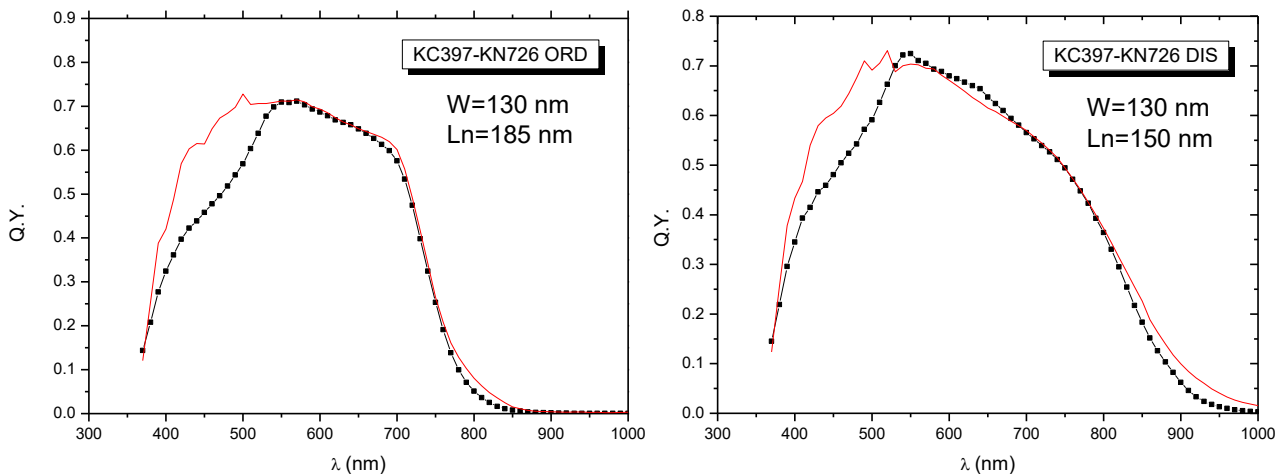 KC397-KN726 ORD
W=130 nm
Ln=185 nm
Q.Y.
0.9
0.8
0.7
0.6
0.5
0.4
0.3
0.2
0.1
0.0
300 400 500 600 700 800 900 1000
λ (nm)
KC397-KN726 DIS
W=130 nm
Ln=150 nm
Q.Y.
0.8
0.7
0.6
0.5
0.4
0.3
0.2
0.1
0.0
300 400 500 600 700 800 900 1000
λ (nm)